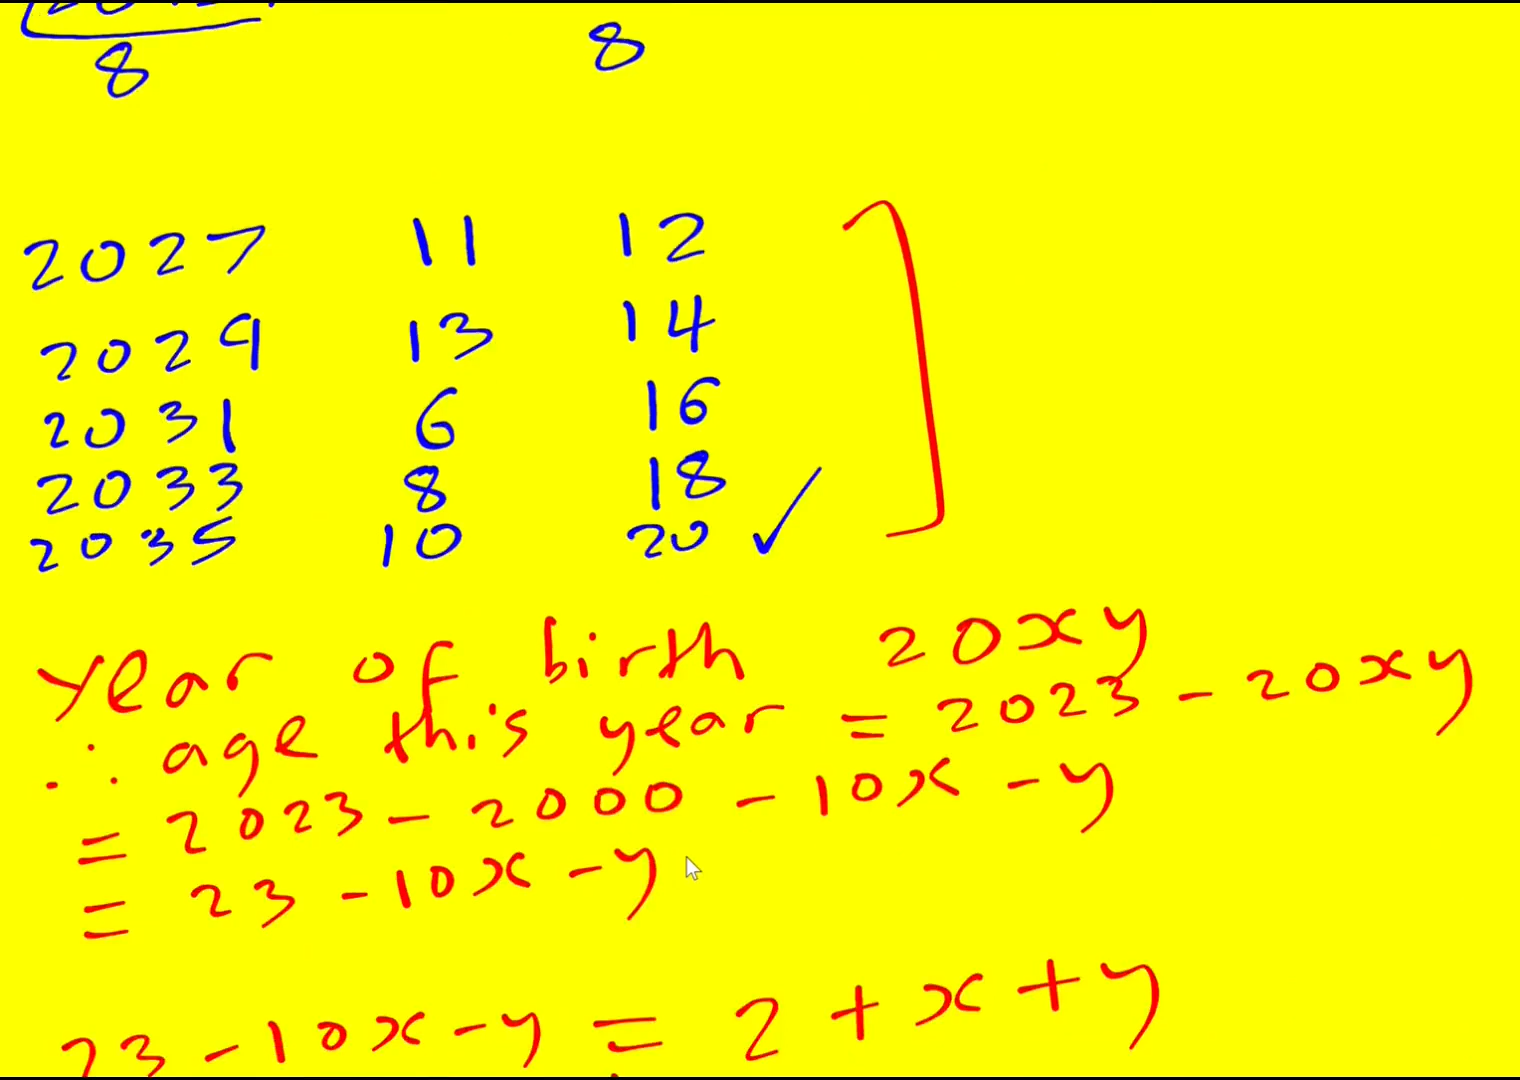 8 8
2027 11 12
2029 13 14
2031 6 16
2033 8 18
2035 10 20 ✓
Year of birth 20xy
∴ age this year = 2023 - 20xy
= 2023 - 2000 - 10x - y
= 23 - 10x - y
23 - 10x - y = 2 + x + y